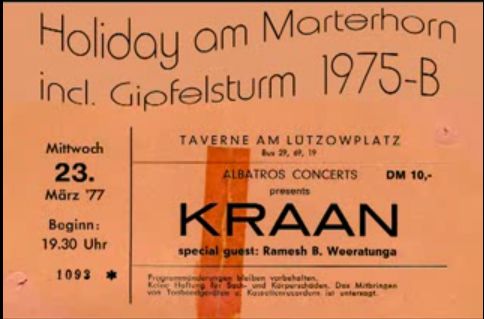 Holiday am Marterhorn
incl. Gipfelsturm 1975-B
Mittwoch
23.
März '77
Beginn:
19.30 Uhr
1093 *
TAVERNE AM LÜTZOWPLATZ
Bus 29, 69, 19
ALBATROS CONCERTS DM 10,-
presents
KRAAN
special guest: Ramesh B. Weeratunga
Programmänderungen bleiben vorbehalten.
Keine Haftung für Sach- und Körperschäden. Das Mitbringen
von Tonbandgeräten u. Kassettenrecordern ist untersagt.